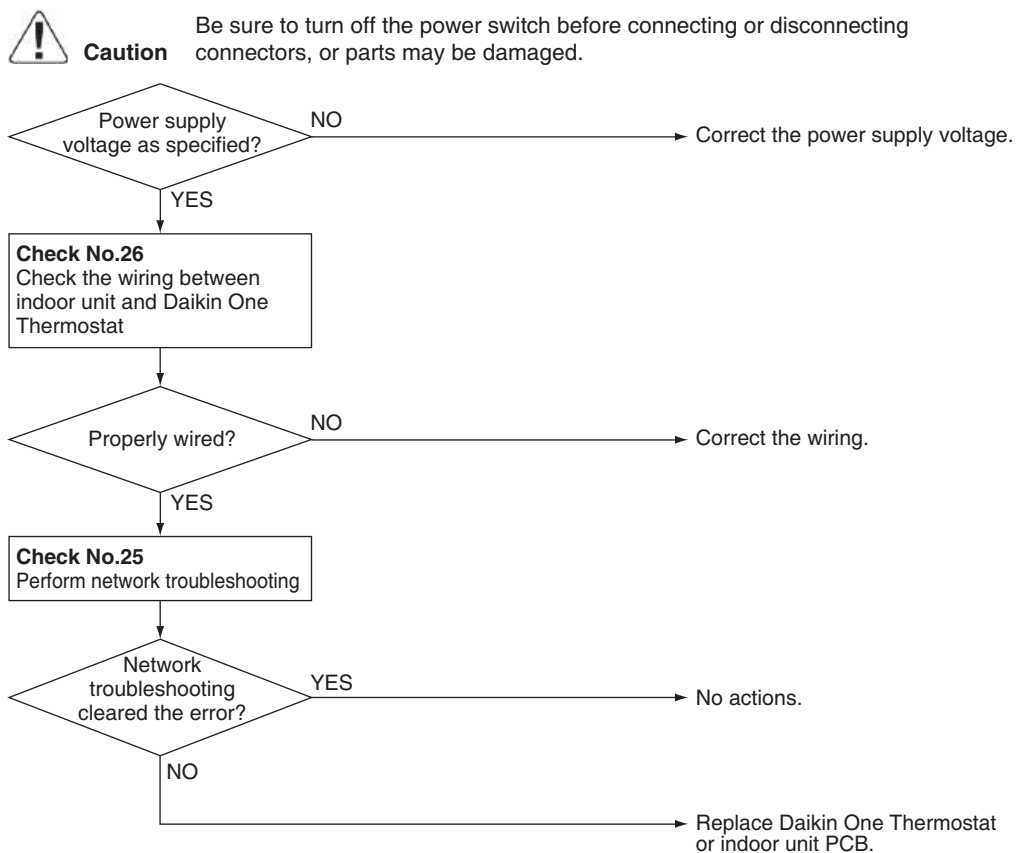 Be sure to turn off the power switch before connecting or disconnecting
Caution connectors, or parts may be damaged.
Power supply
voltage as specified?
NO
Correct the power supply voltage.
YES
Check No.26
Check the wiring between
indoor unit and Daikin One
Thermostat
Properly wired?
NO
Correct the wiring.
YES
Check No.25
Perform network troubleshooting
Network
troubleshooting
cleared the error?
YES
No actions.
NO
Replace Daikin One Thermostat
or indoor unit PCB.